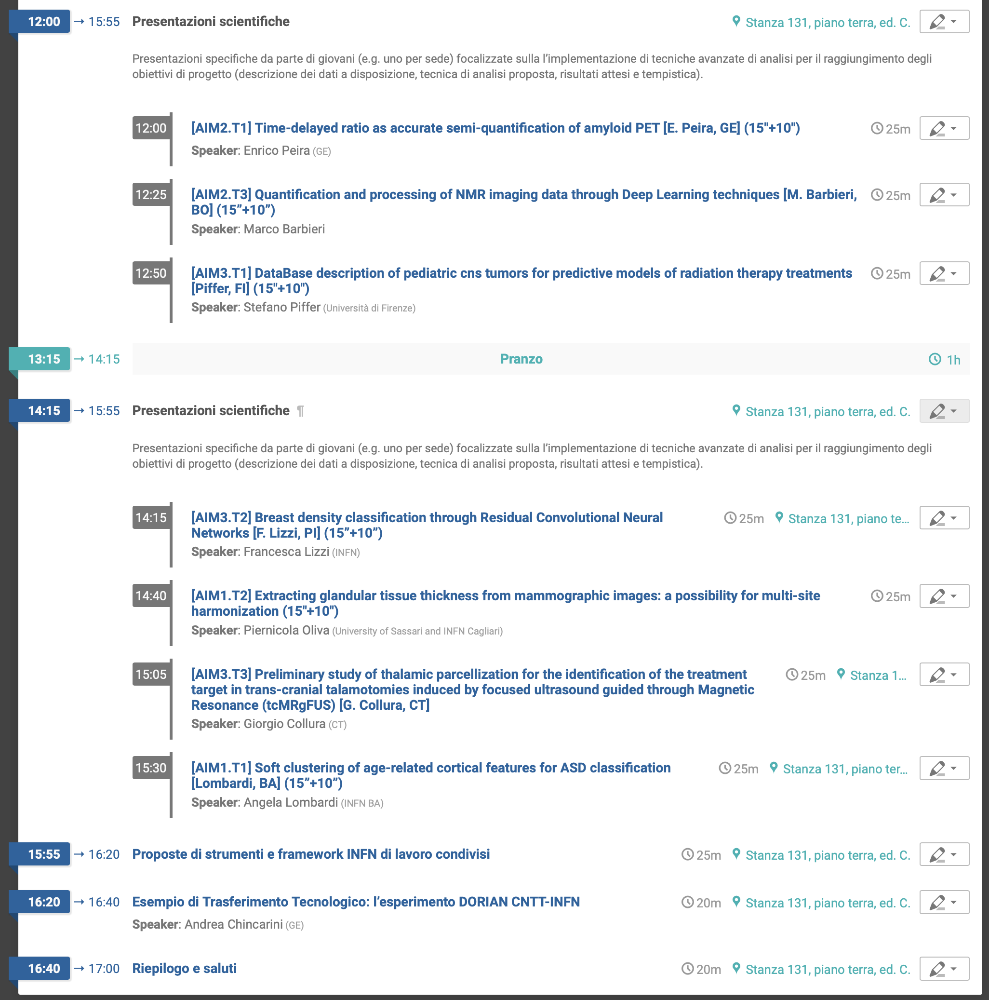 12:00 → 15:55 Presentazioni scientifiche Stanza 131, piano terra, ed. C.
Presentazioni specifiche da parte di giovani (e.g. uno per sede) focalizzate sulla l’implementazione di tecniche avanzate di analisi per il raggiungimento degli
obiettivi di progetto (descrizione dei dati a disposizione, tecnica di analisi proposta, risultati attesi e tempistica).
12:00 [AIM2.T1] Time-delayed ratio as accurate semi-quantification of amyloid PET [E. Peira, GE] (15"+10") 25m
Speaker: Enrico Peira (GE)
12:25 [AIM2.T3] Quantification and processing of NMR imaging data through Deep Learning techniques [M. Barbieri, 25m
BO] (15”+10”)
Speaker: Marco Barbieri
12:50 [AIM3.T1] DataBase description of pediatric cns tumors for predictive models of radiation therapy treatments 25m
[Piffer, FI] (15"+10")
Speaker: Stefano Piffer (Università di Firenze)
13:15 → 14:15 Pranzo 1h
14:15 → 15:55 Presentazioni scientifiche ¶ Stanza 131, piano terra, ed. C.
Presentazioni specifiche da parte di giovani (e.g. uno per sede) focalizzate sulla l’implementazione di tecniche avanzate di analisi per il raggiungimento degli
obiettivi di progetto (descrizione dei dati a disposizione, tecnica di analisi proposta, risultati attesi e tempistica).
14:15 [AIM3.T2] Breast density classification through Residual Convolutional Neural 25m Stanza 131, piano te...
Networks [F. Lizzi, PI] (15”+10”)
Speaker: Francesca Lizzi (INFN)
14:40 [AIM1.T2] Extracting glandular tissue thickness from mammographic images: a possibility for multi-site 25m
harmonization (15"+10")
Speaker: Piernicola Oliva (University of Sassari and INFN Cagliari)
15:05 [AIM3.T3] Preliminary study of thalamic parcellization for the identification of the treatment 25m Stanza 1...
target in trans-cranial talamotomies induced by focused ultrasound guided through Magnetic
Resonance (tcMRgFUS) [G. Collura, CT]
Speaker: Giorgio Collura (CT)
15:30 [AIM1.T1] Soft clustering of age-related cortical features for ASD classification 25m Stanza 131, piano ter...
[Lombardi, BA] (15”+10”)
Speaker: Angela Lombardi (INFN BA)
15:55 → 16:20 Proposte di strumenti e framework INFN di lavoro condivisi 25m Stanza 131, piano terra, ed. C.
16:20 → 16:40 Esempio di Trasferimento Tecnologico: l’esperimento DORIAN CNTT-INFN 20m Stanza 131, piano terra, ed. C.
Speaker: Andrea Chincarini (GE)
16:40 → 17:00 Riepilogo e saluti 20m Stanza 131, piano terra, ed. C.